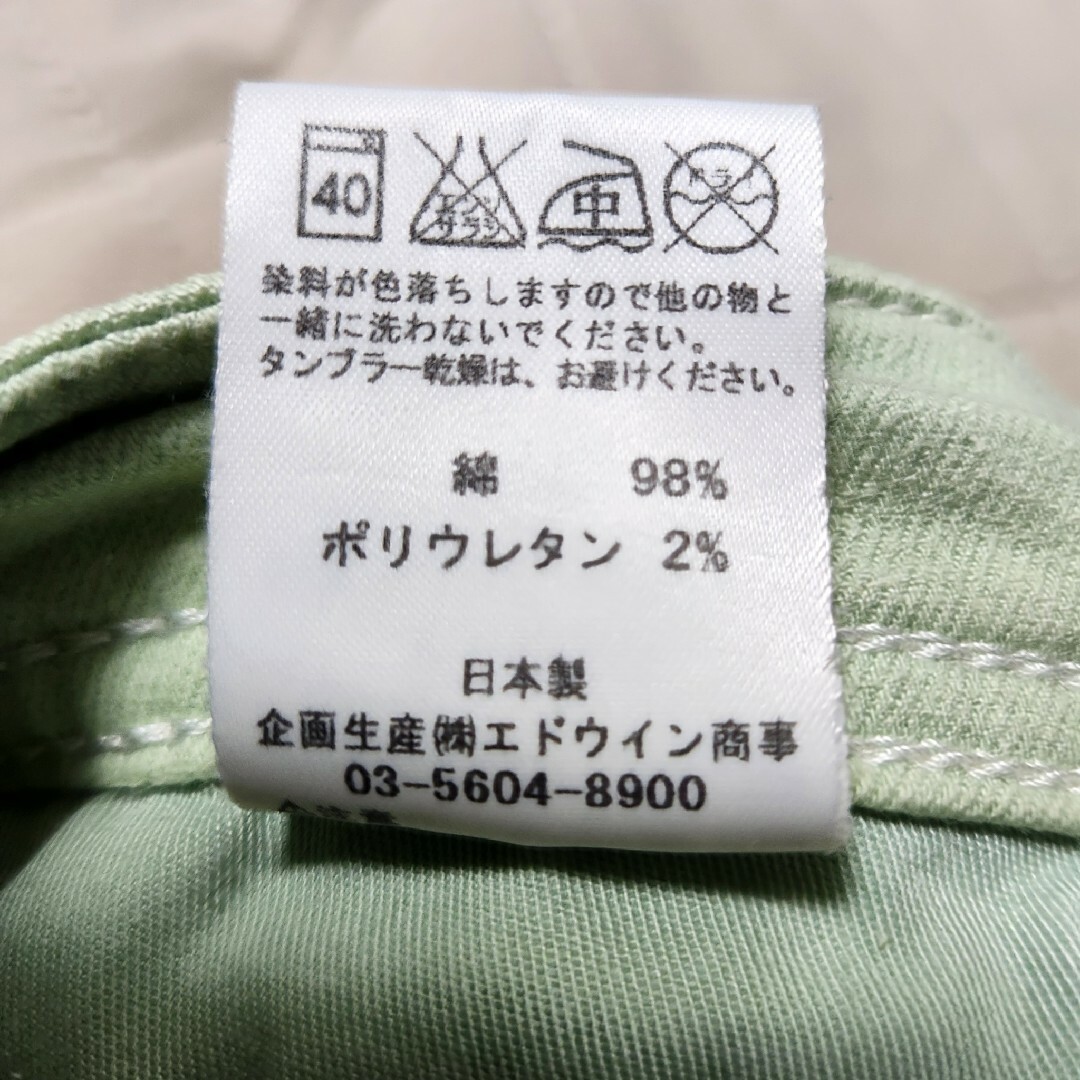 40 エンソサラシ 中 ドライ
染料が色落ちしますので他の物と
一緒に洗わないでください。
タンブラー乾燥は、お避けください。
綿 98%
ポリウレタン 2%
日本製
企画生産㈱エドウイン商事
03-5604-8900